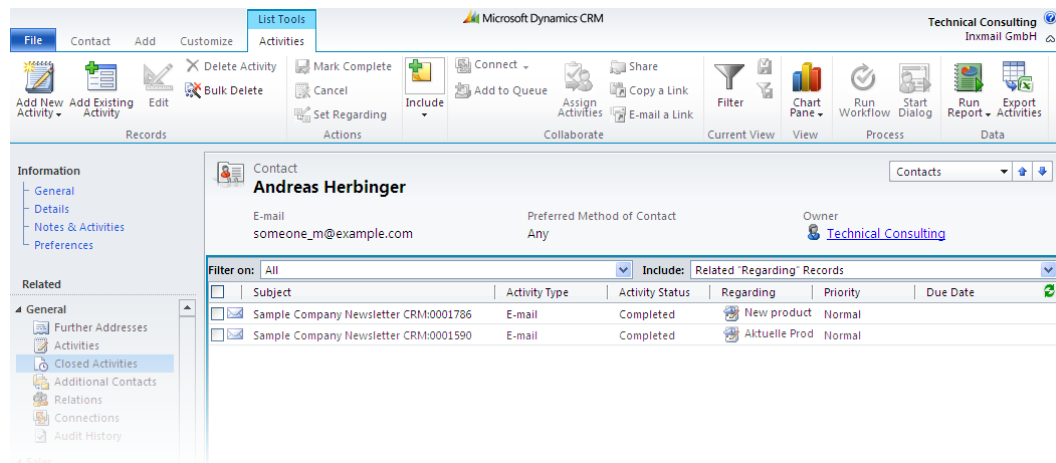 List Tools
Microsoft Dynamics CRM
Technical Consulting
Inxmail GmbH
File Contact Add Customize Activities
Add New Activity
Add Existing Activity
Edit
Delete Activity
Bulk Delete
Records
Mark Complete
Cancel
Set Regarding
Actions
Include
Connect
Add to Queue
Assign Activities
Share
Copy a Link
E-mail a Link
Collaborate
Filter
Current View
Chart Pane
View
Run Workflow
Start Dialog
Process
Run Report
Export Activities
Data
Information
General
Details
Notes & Activities
Preferences
Related
General
Further Addresses
Activities
Closed Activities
Additional Contacts
Relations
Connections
Audit History
Sales
Contact
Andreas Herbinger
Contacts
E-mail Preferred Method of Contact Owner
someone_m@example.com Any Technical Consulting
Filter on: All Include: Related "Regarding" Records
Subject Activity Type Activity Status Regarding Priority Due Date
Sample Company Newsletter CRM:0001786 E-mail Completed New product Normal
Sample Company Newsletter CRM:0001590 E-mail Completed Aktuelle Prod Normal